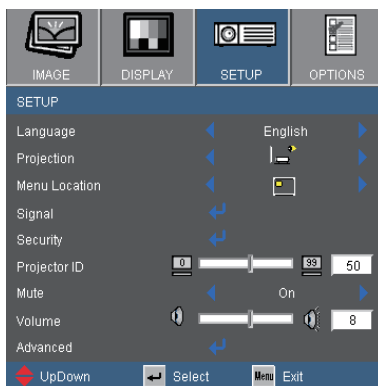 IMAGE DISPLAY SETUP OPTIONS
SETUP
Language English
Projection
Menu Location
Signal
Security
Projector ID 0 99 50
Mute On
Volume 8
Advanced
UpDown Select Menu Exit